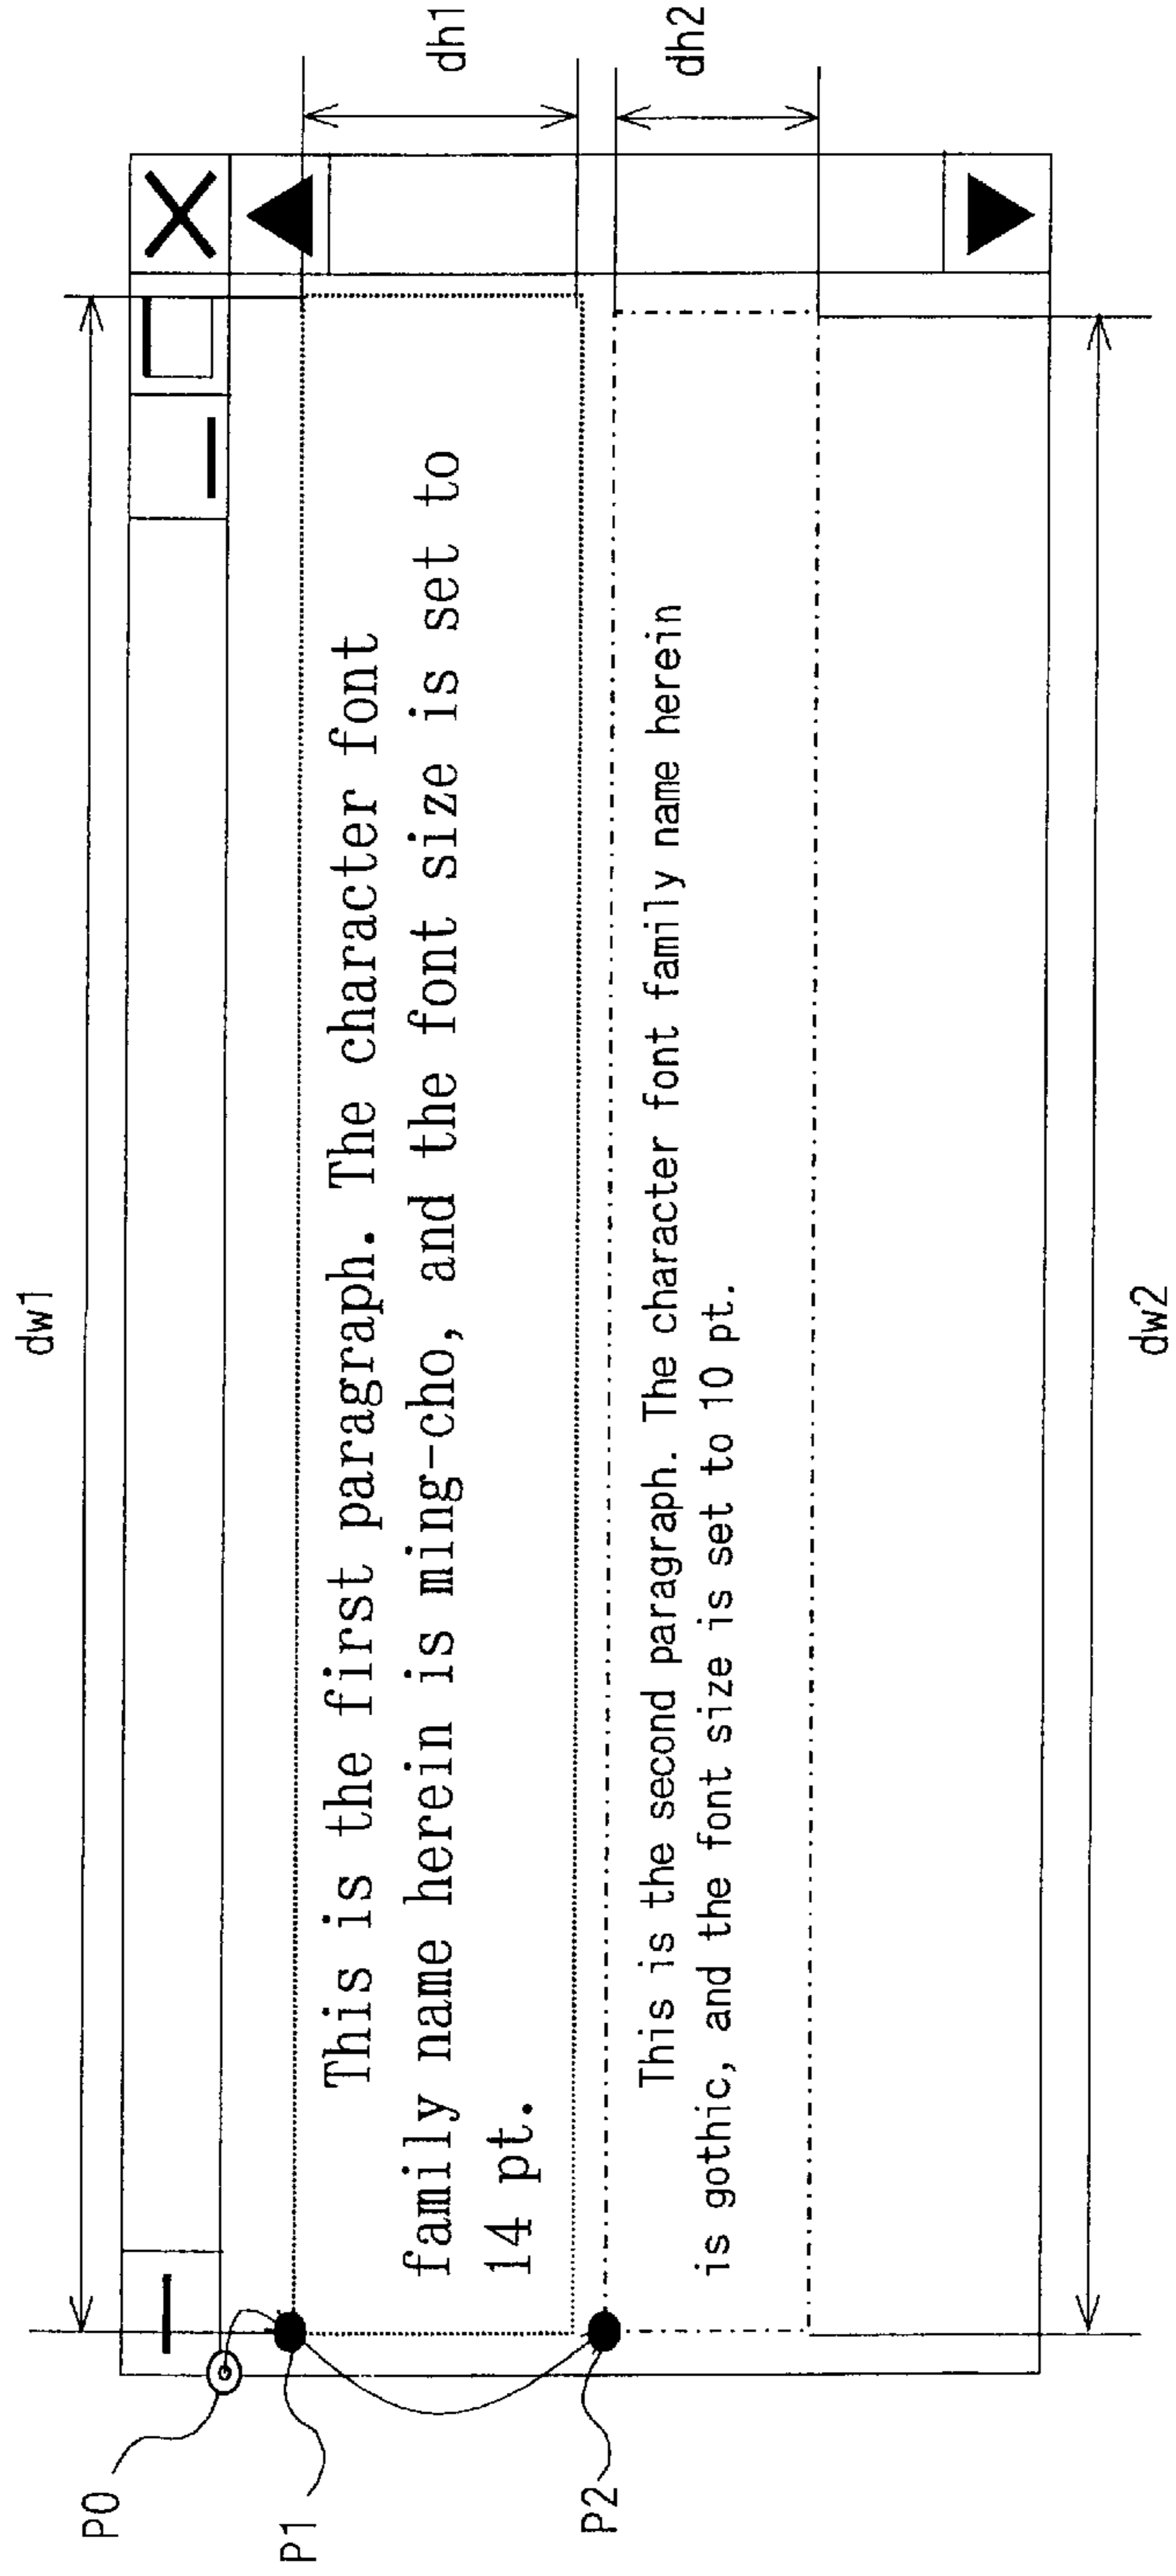 dw1
P0
P1
This is the first paragraph. The character font
family name herein is ming-cho, and the font size is set to
14 pt.
dh1
P2
This is the second paragraph. The character font family name herein
is gothic, and the font size is set to 10 pt.
dh2
dw2